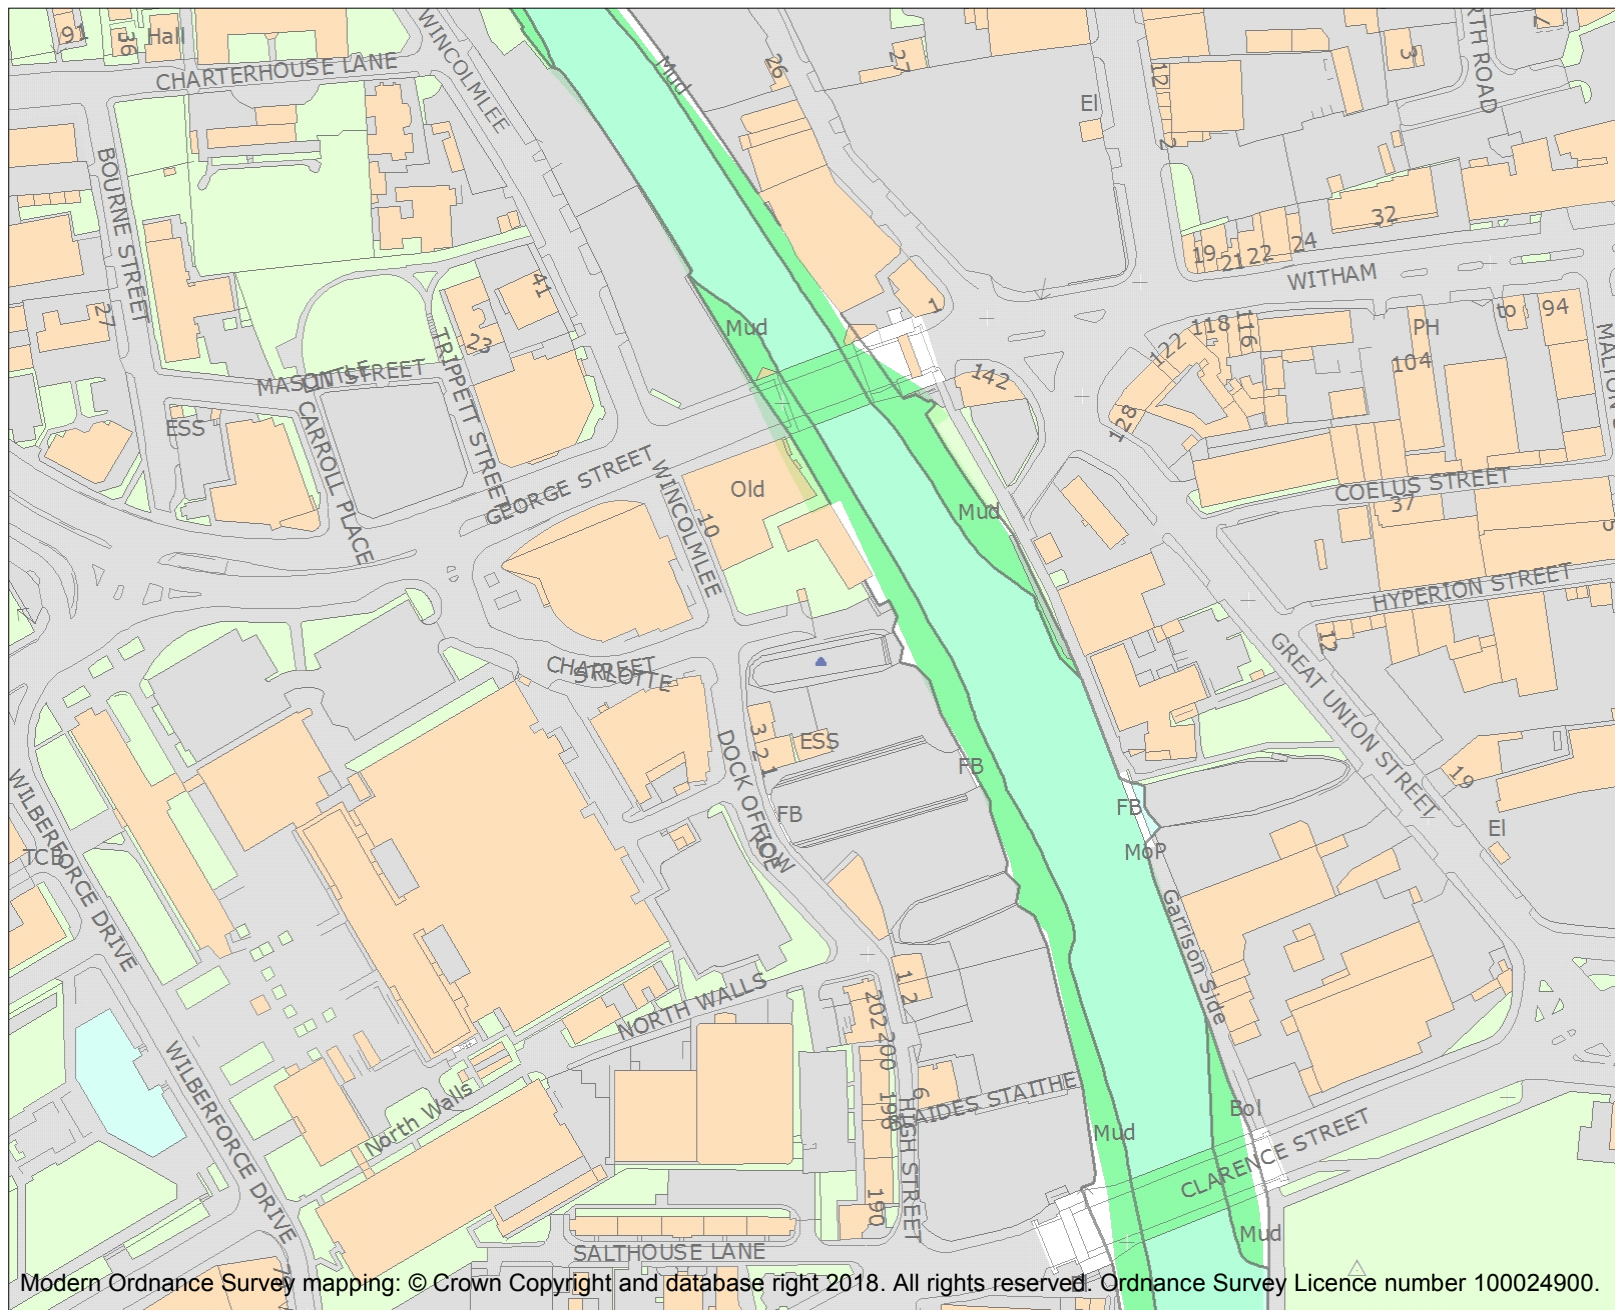 91
36
Hall
CHARTERHOUSE LANE
WINCOLMLEE
Mud
26
27
El
121
2
3
7
RTH ROAD
BOURNE STREET
27
41
23
MASON STREET
TRIPPETT STREET
CARROLL PLACE
ESS
GEORGE STREET
Mud
1
19
21
22
24
32
WITHAM
118
116
122
128
142
PH
104
to
94
MALTON
COELUS STREET
37
5
HYPERION STREET
12
Old
10
WINCOLMLEE
Mud
CHARLOTTE
STREET
GREAT UNION STREET
19
El
DOCK OFFICE
ROW
3
2
1
ESS
FB
FB
FB
MoP
Garrison Side
WILBERFORCE DRIVE
TCB
NORTH WALLS
1
2
202
200
198
6
190
HIGH STREET
BLAIDES STAITHE
North Walls
WILBERFORCE DRIVE
Mud
Bol
CLARENCE STREET
Mud
SALTHOUSE LANE
Modern Ordnance Survey mapping: © Crown Copyright and database right 2018. All rights reserved. Ordnance Survey Licence number 100024900.